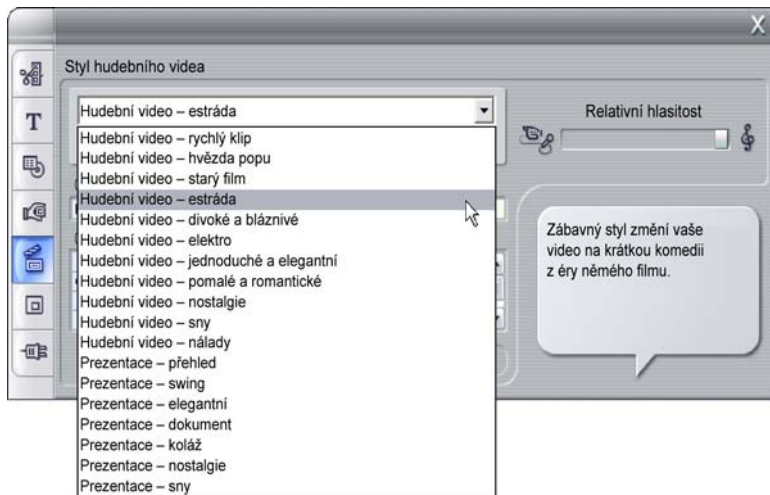 X
Styl hudebního videa
T
Hudební video – estráda
Relativní hlasitost
Hudební video – rychlý klip
Hudební video – hvězda popu
Hudební video – starý film
Hudební video – estráda
Hudební video – divoké a bláznivé
Hudební video – elektro
Hudební video – jednoduché a elegantní
Hudební video – pomalé a romantické
Hudební video – nostalgie
Hudební video – sny
Hudební video – nálady
Prezentace – přehled
Prezentace – swing
Prezentace – elegantní
Prezentace – dokument
Prezentace – koláž
Prezentace – nostalgie
Prezentace – sny
Zábavný styl změní vaše
video na krátkou komedii
z éry němého filmu.